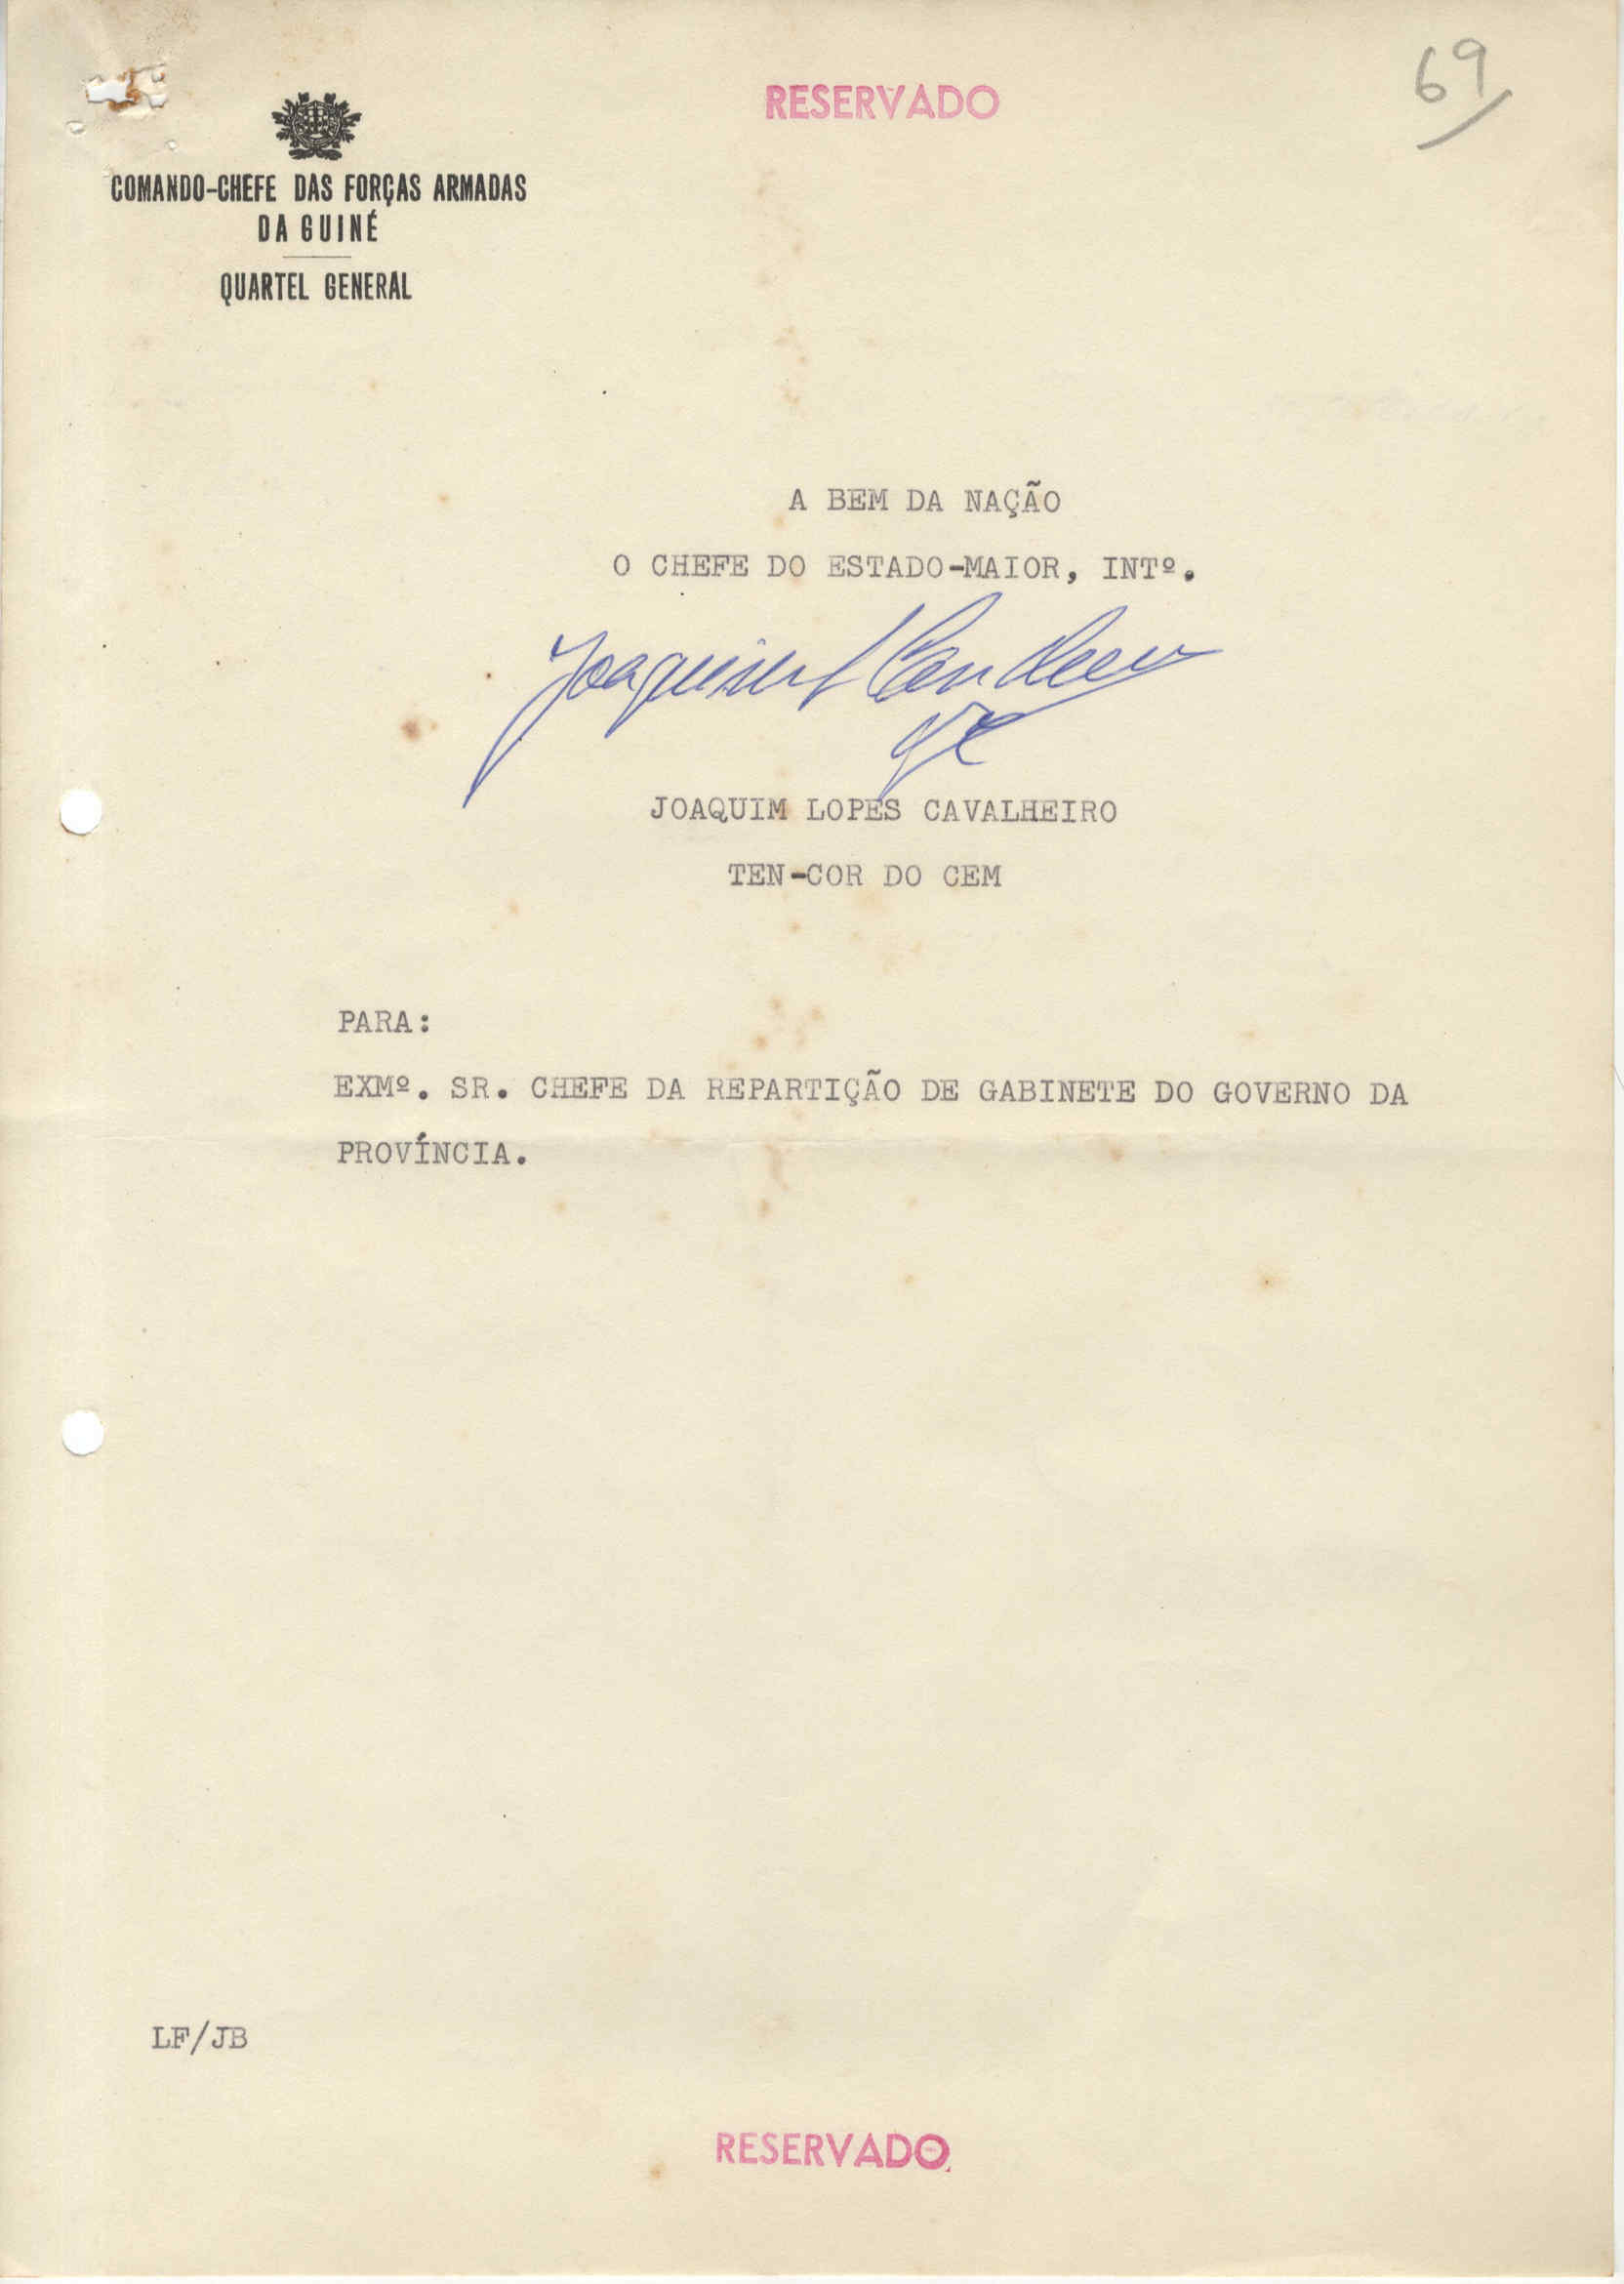 69
RESERVADO
COMANDO-CHEFE DAS FORÇAS ARMADAS
DA GUINÉ
QUARTEL GENERAL
A BEM DA NAÇÃO
O CHEFE DO ESTADO-MAIOR, INTº.
Joaquim
JOAQUIM LOPES CAVALHEIRO
TEN-COR DO CEM
PARA:
EXMº. SR. CHEFE DA REPARTIÇÃO DE GABINETE DO GOVERNO DA
PROVÍNCIA.
LF/JB
RESERVADO